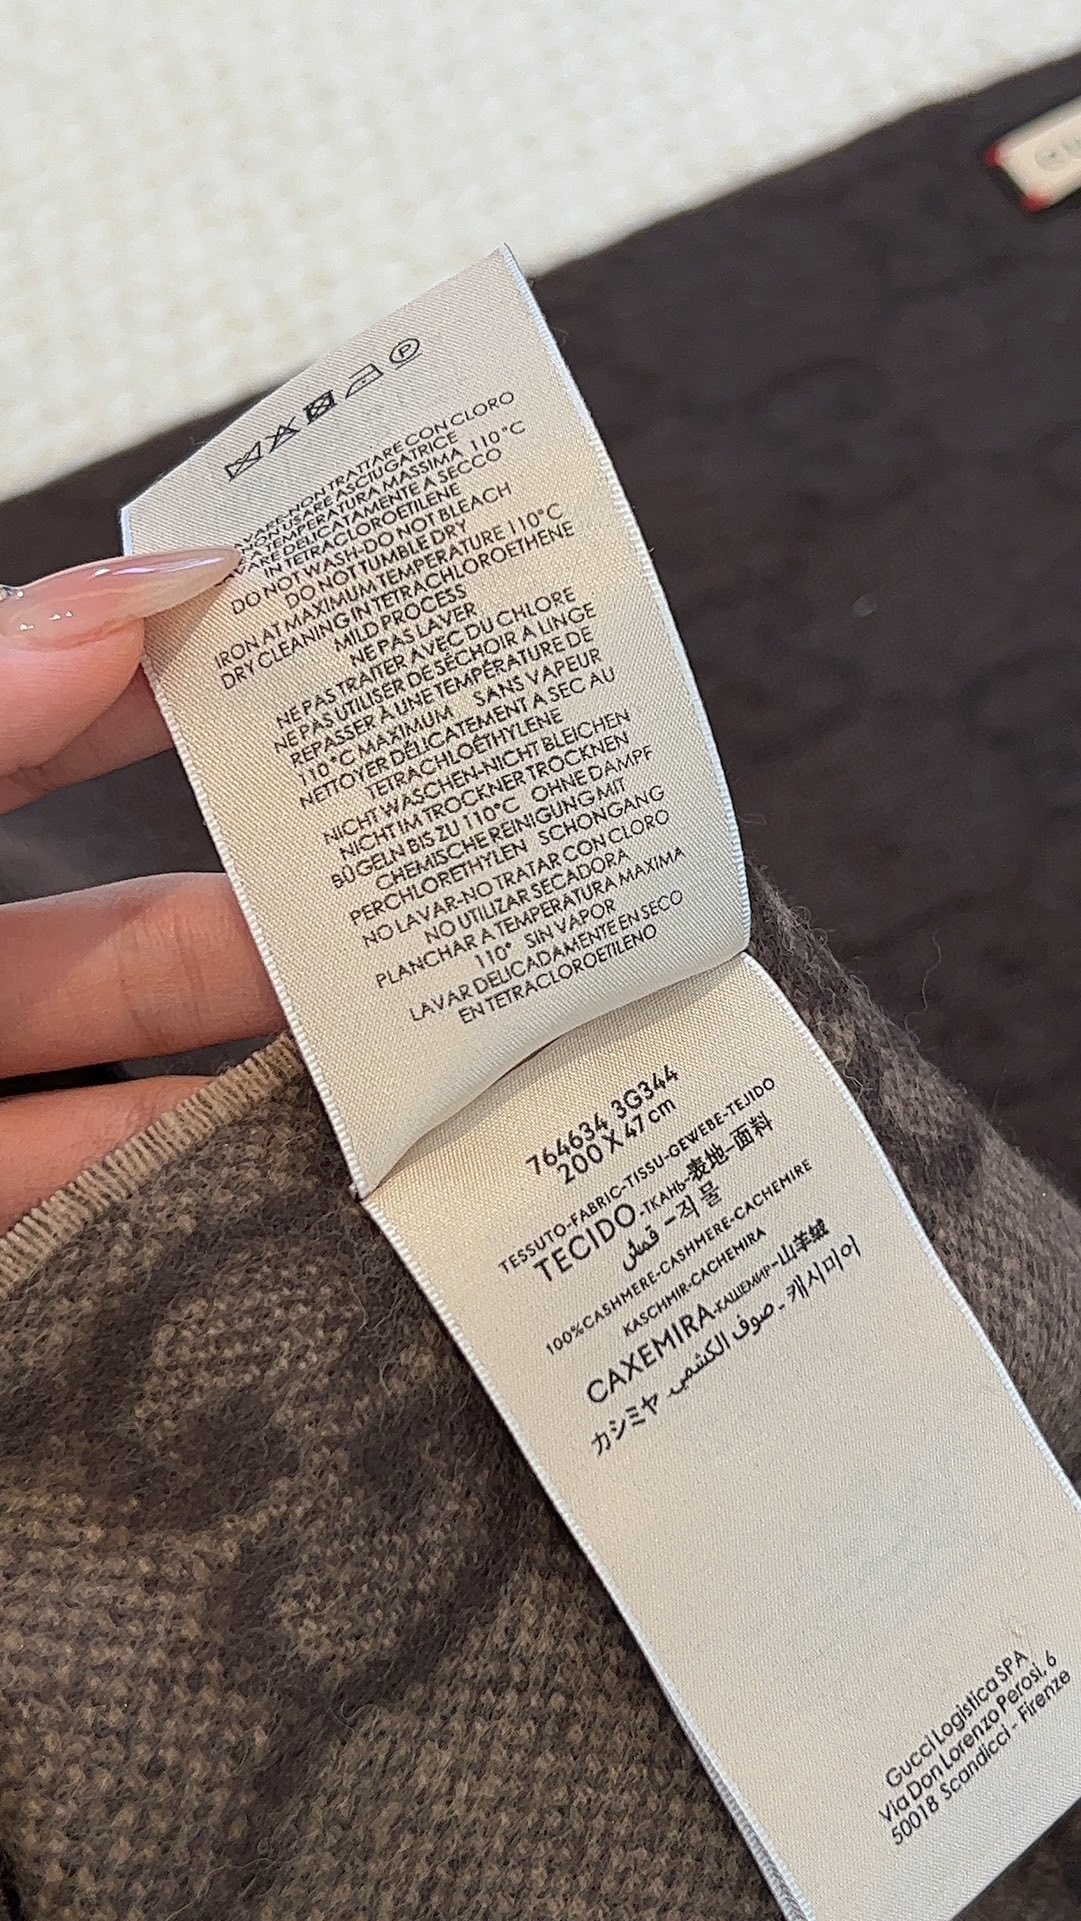 P
NON TRATTARE CON CLORO
NON USARE ASCIUGATRICE
TEMPERATURA MASSIMA 110°C
DELICATAMENTE A SECCO
IN TETRACLOROETILENE
DO NOT WASH-DO NOT BLEACH
DO NOT TUMBLE DRY
IRON AT MAXIMUM TEMPERATURE 110°C
DRY CLEANING IN TETRACHLOROETHENE
MILD PROCESS
NE PAS LAVER
NE PAS TRAITER AVEC DU CHLORE
NE PAS UTILISER DE SÉCHOIR A LINGE
REPASSER À UNE TEMPÉRATURE DE
110°C MAXIMUM SANS VAPEUR
NETTOYER DÉLICATEMENT A SEC AU
TETRACHLOÉTHYLENE
NICHT WASCHEN-NICHT BLEICHEN
NICHT IM TROCKNER TROCKNEN
BÜGELN BIS ZU 110°C OHNE DAMPF
CHEMISCHE REINIGUNG MIT
PERCHLORETHYLEN SCHONGANG
NO LAVAR-NO TRATAR CON CLORO
NO UTILIZAR SECADORA
PLANCHAR A TEMPERATURA MAXIMA
110° SIN VAPOR
LAVAR DELICADAMENTE EN SECO
EN TETRACLOROETILENO
764634 3G344
200 X 47 cm
TESSUTO-FABRIC-TISSU-GEWEBE-TEJIDO
TECIDO-ТКАНЬ-表地-面料
قماش - 직물
100%CASHMERE-CASHMERE-CACHEMIRE
KASCHMIR-CACHEMIRA
CAXEMIRA-КАШЕМИР-山羊绒
カシミヤ - صوف الكشمي - 캐시미어
Gucci Logistica SPA
Via Don Lorenzo Perosi, 6
50018 Scandicci - Firenze